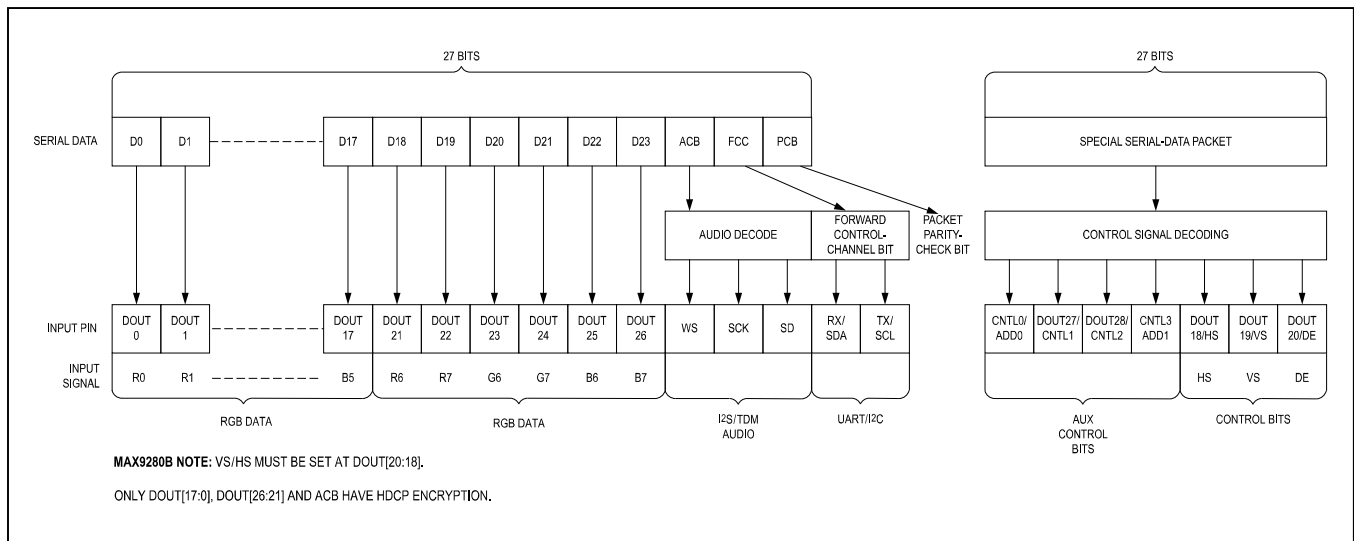 27 BITS
27 BITS
SERIAL DATA
D0 D1 D17 D18 D19 D20 D21 D22 D23 ACB FCC PCB
SPECIAL SERIAL-DATA PACKET
AUDIO DECODE
FORWARD
CONTROL-
CHANNEL BIT
PACKET
PARITY-
CHECK BIT
CONTROL SIGNAL DECODING
INPUT PIN
DOUT
0
DOUT
1
DOUT
17
DOUT
21
DOUT
22
DOUT
23
DOUT
24
DOUT
25
DOUT
26
WS
SCK
SD
RX/
SDA
TX/
SCL
CNTL0/
ADD0
DOUT27/
CNTL1
DOUT28/
CNTL2
CNTL3
ADD1
DOUT
18/HS
DOUT
19/VS
DOUT
20/DE
INPUT
SIGNAL
R0 R1 B5 R6 R7 G6 G7 B6 B7
HS VS DE
RGB DATA
RGB DATA
I2S/TDM
AUDIO
UART/I2C
AUX
CONTROL
BITS
CONTROL BITS
MAX9280B NOTE: VS/HS MUST BE SET AT DOUT[20:18].
ONLY DOUT[17:0], DOUT[26:21] AND ACB HAVE HDCP ENCRYPTION.